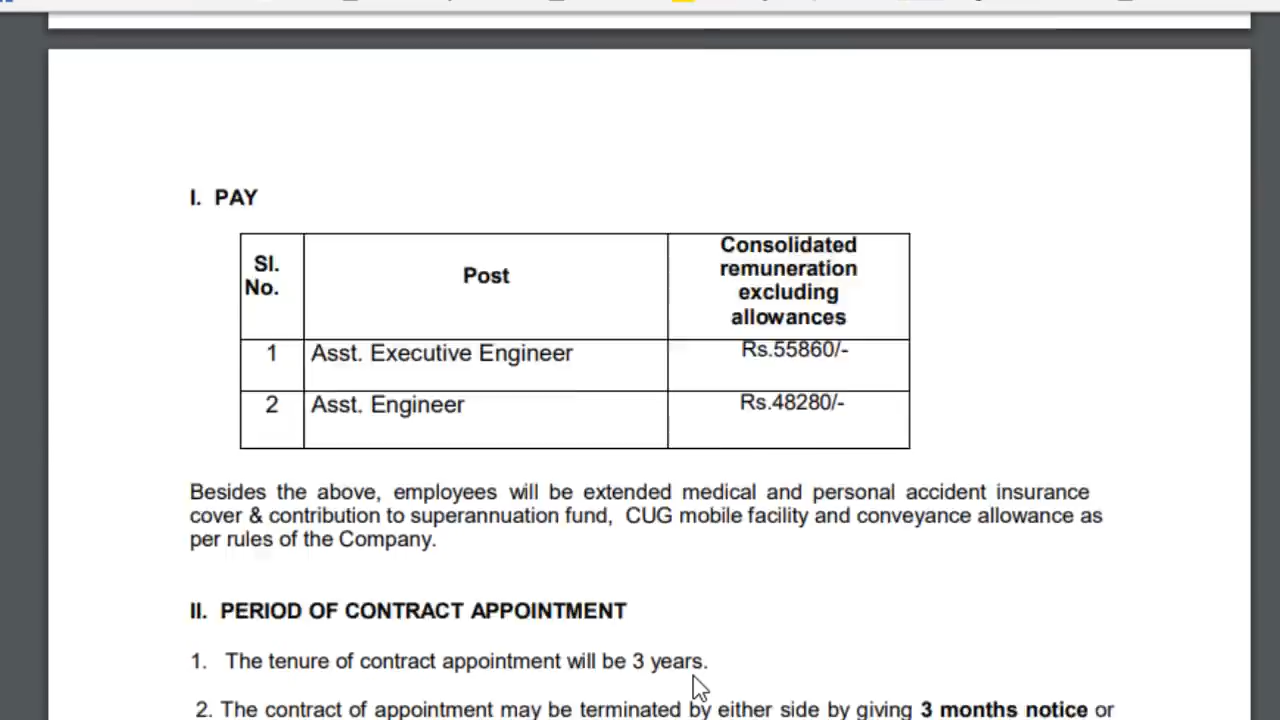 I. PAY
Sl. No.
Post
Consolidated remuneration excluding allowances
1 Asst. Executive Engineer Rs.55860/-
2 Asst. Engineer Rs.48280/-
Besides the above, employees will be extended medical and personal accident insurance
cover & contribution to superannuation fund, CUG mobile facility and conveyance allowance as
per rules of the Company.
II. PERIOD OF CONTRACT APPOINTMENT
1. The tenure of contract appointment will be 3 years.
2. The contract of appointment may be terminated by either side by giving 3 months notice or